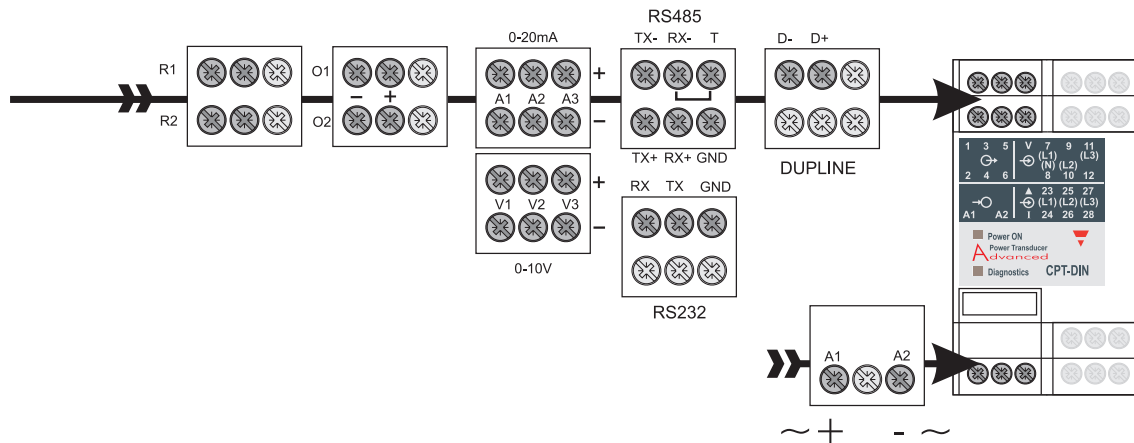 RS485
0-20mA TX- RX- T D- D+
R1 O1 +
- + A1 A2 A3
R2 O2 -
TX+ RX+ GND DUPLINE
RX TX GND
+
V1 V2 V3
-
0-10V
RS232
1 3 5 V 7 9 11
(L1) (L3)
(N) (L2)
2 4 6 8 10 12
▲ 23 25 27
(L1) (L2) (L3)
A1 A2 I 24 26 28
Power ON
Power Transducer
Advanced
Diagnostics CPT-DIN
A1 A2
~ + - ~